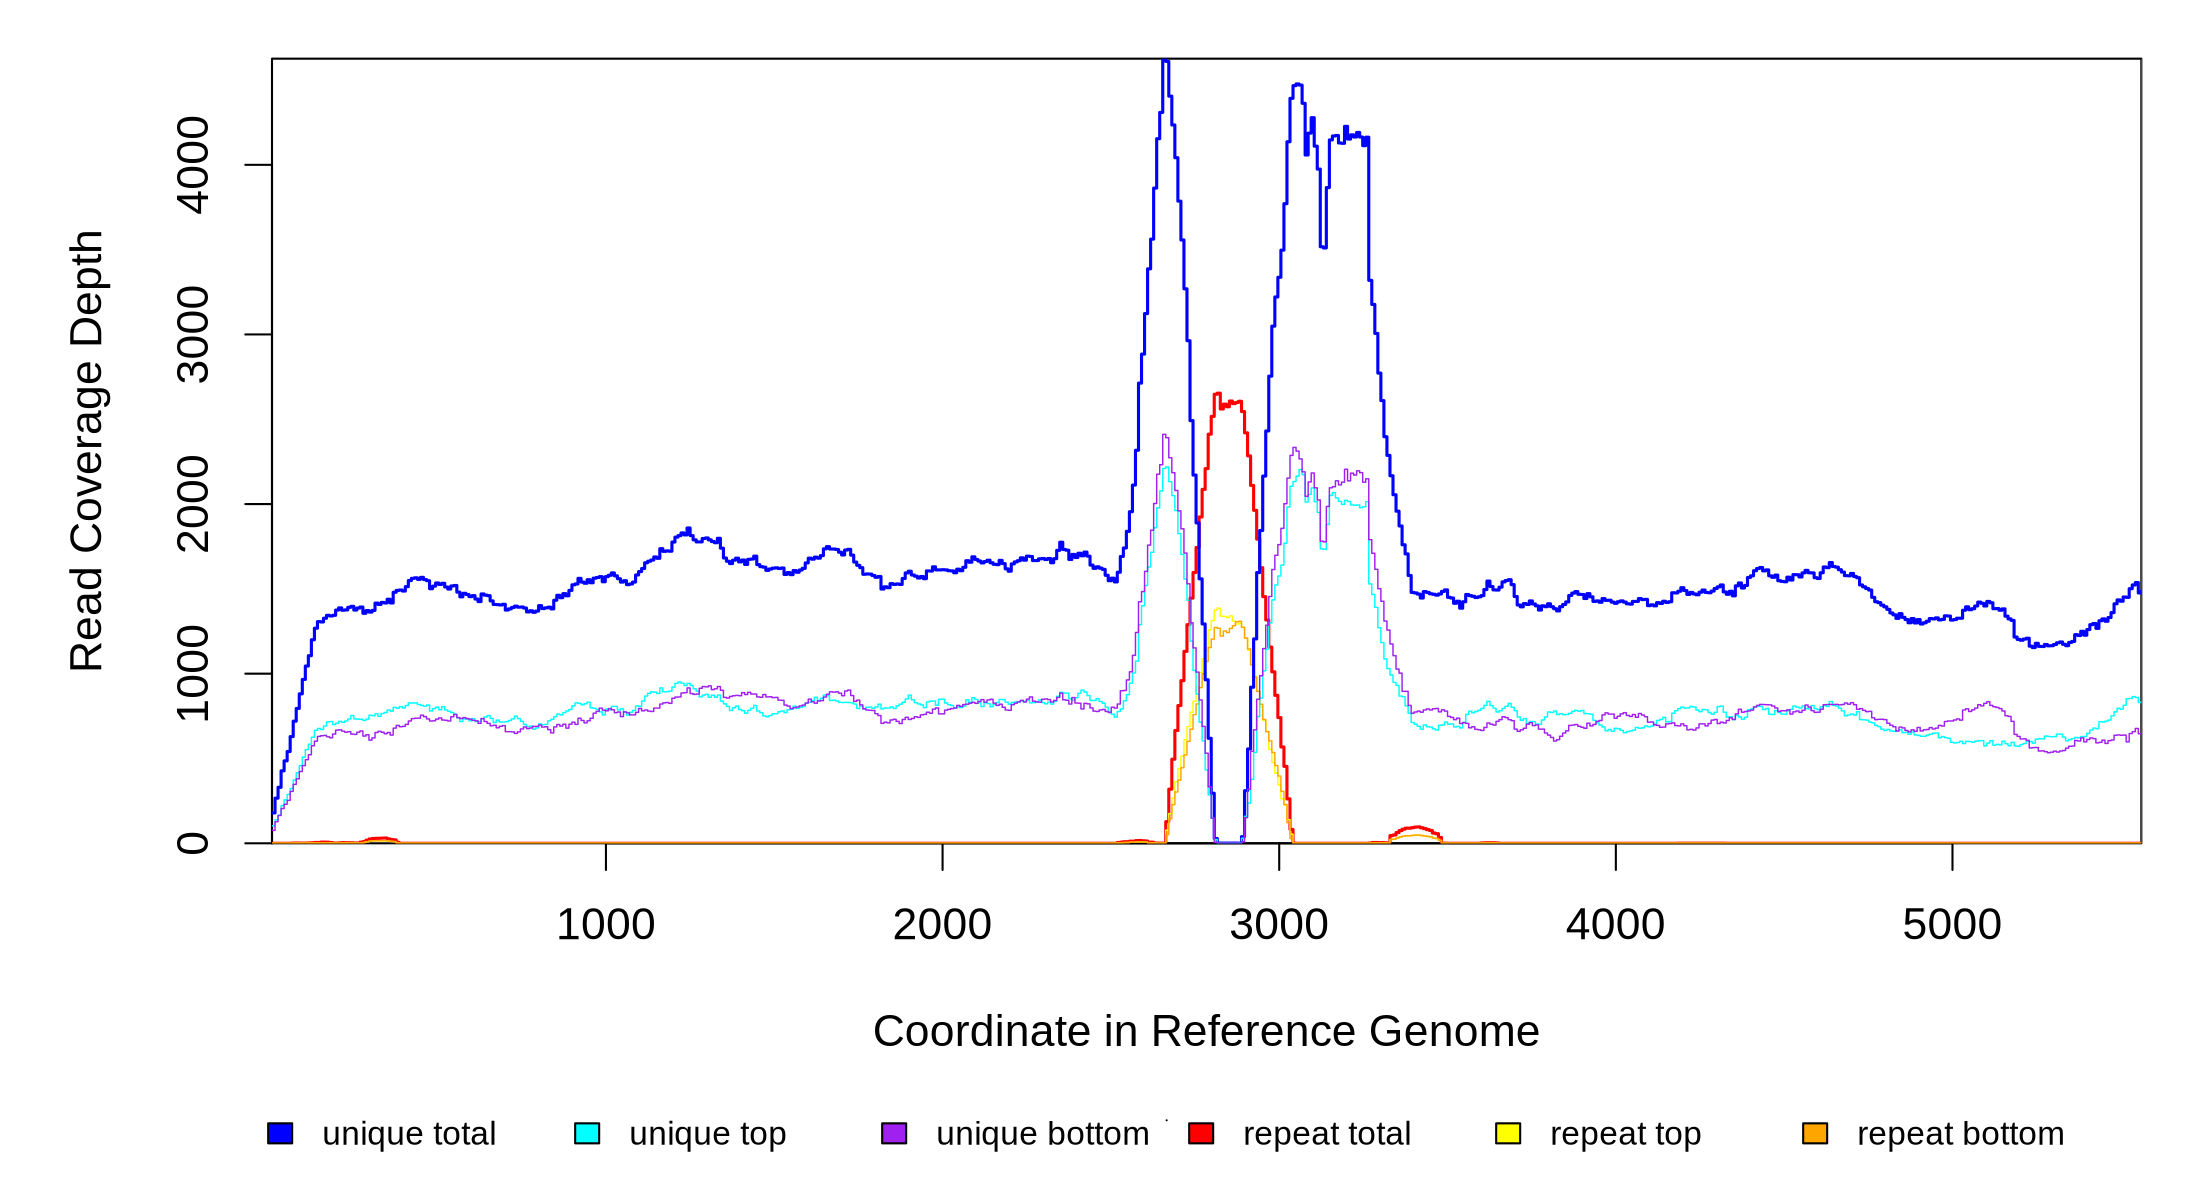 Read Coverage Depth
4000
3000
2000
1000
0
1000 2000 3000 4000 5000
Coordinate in Reference Genome
unique total unique top unique bottom repeat total repeat top repeat bottom